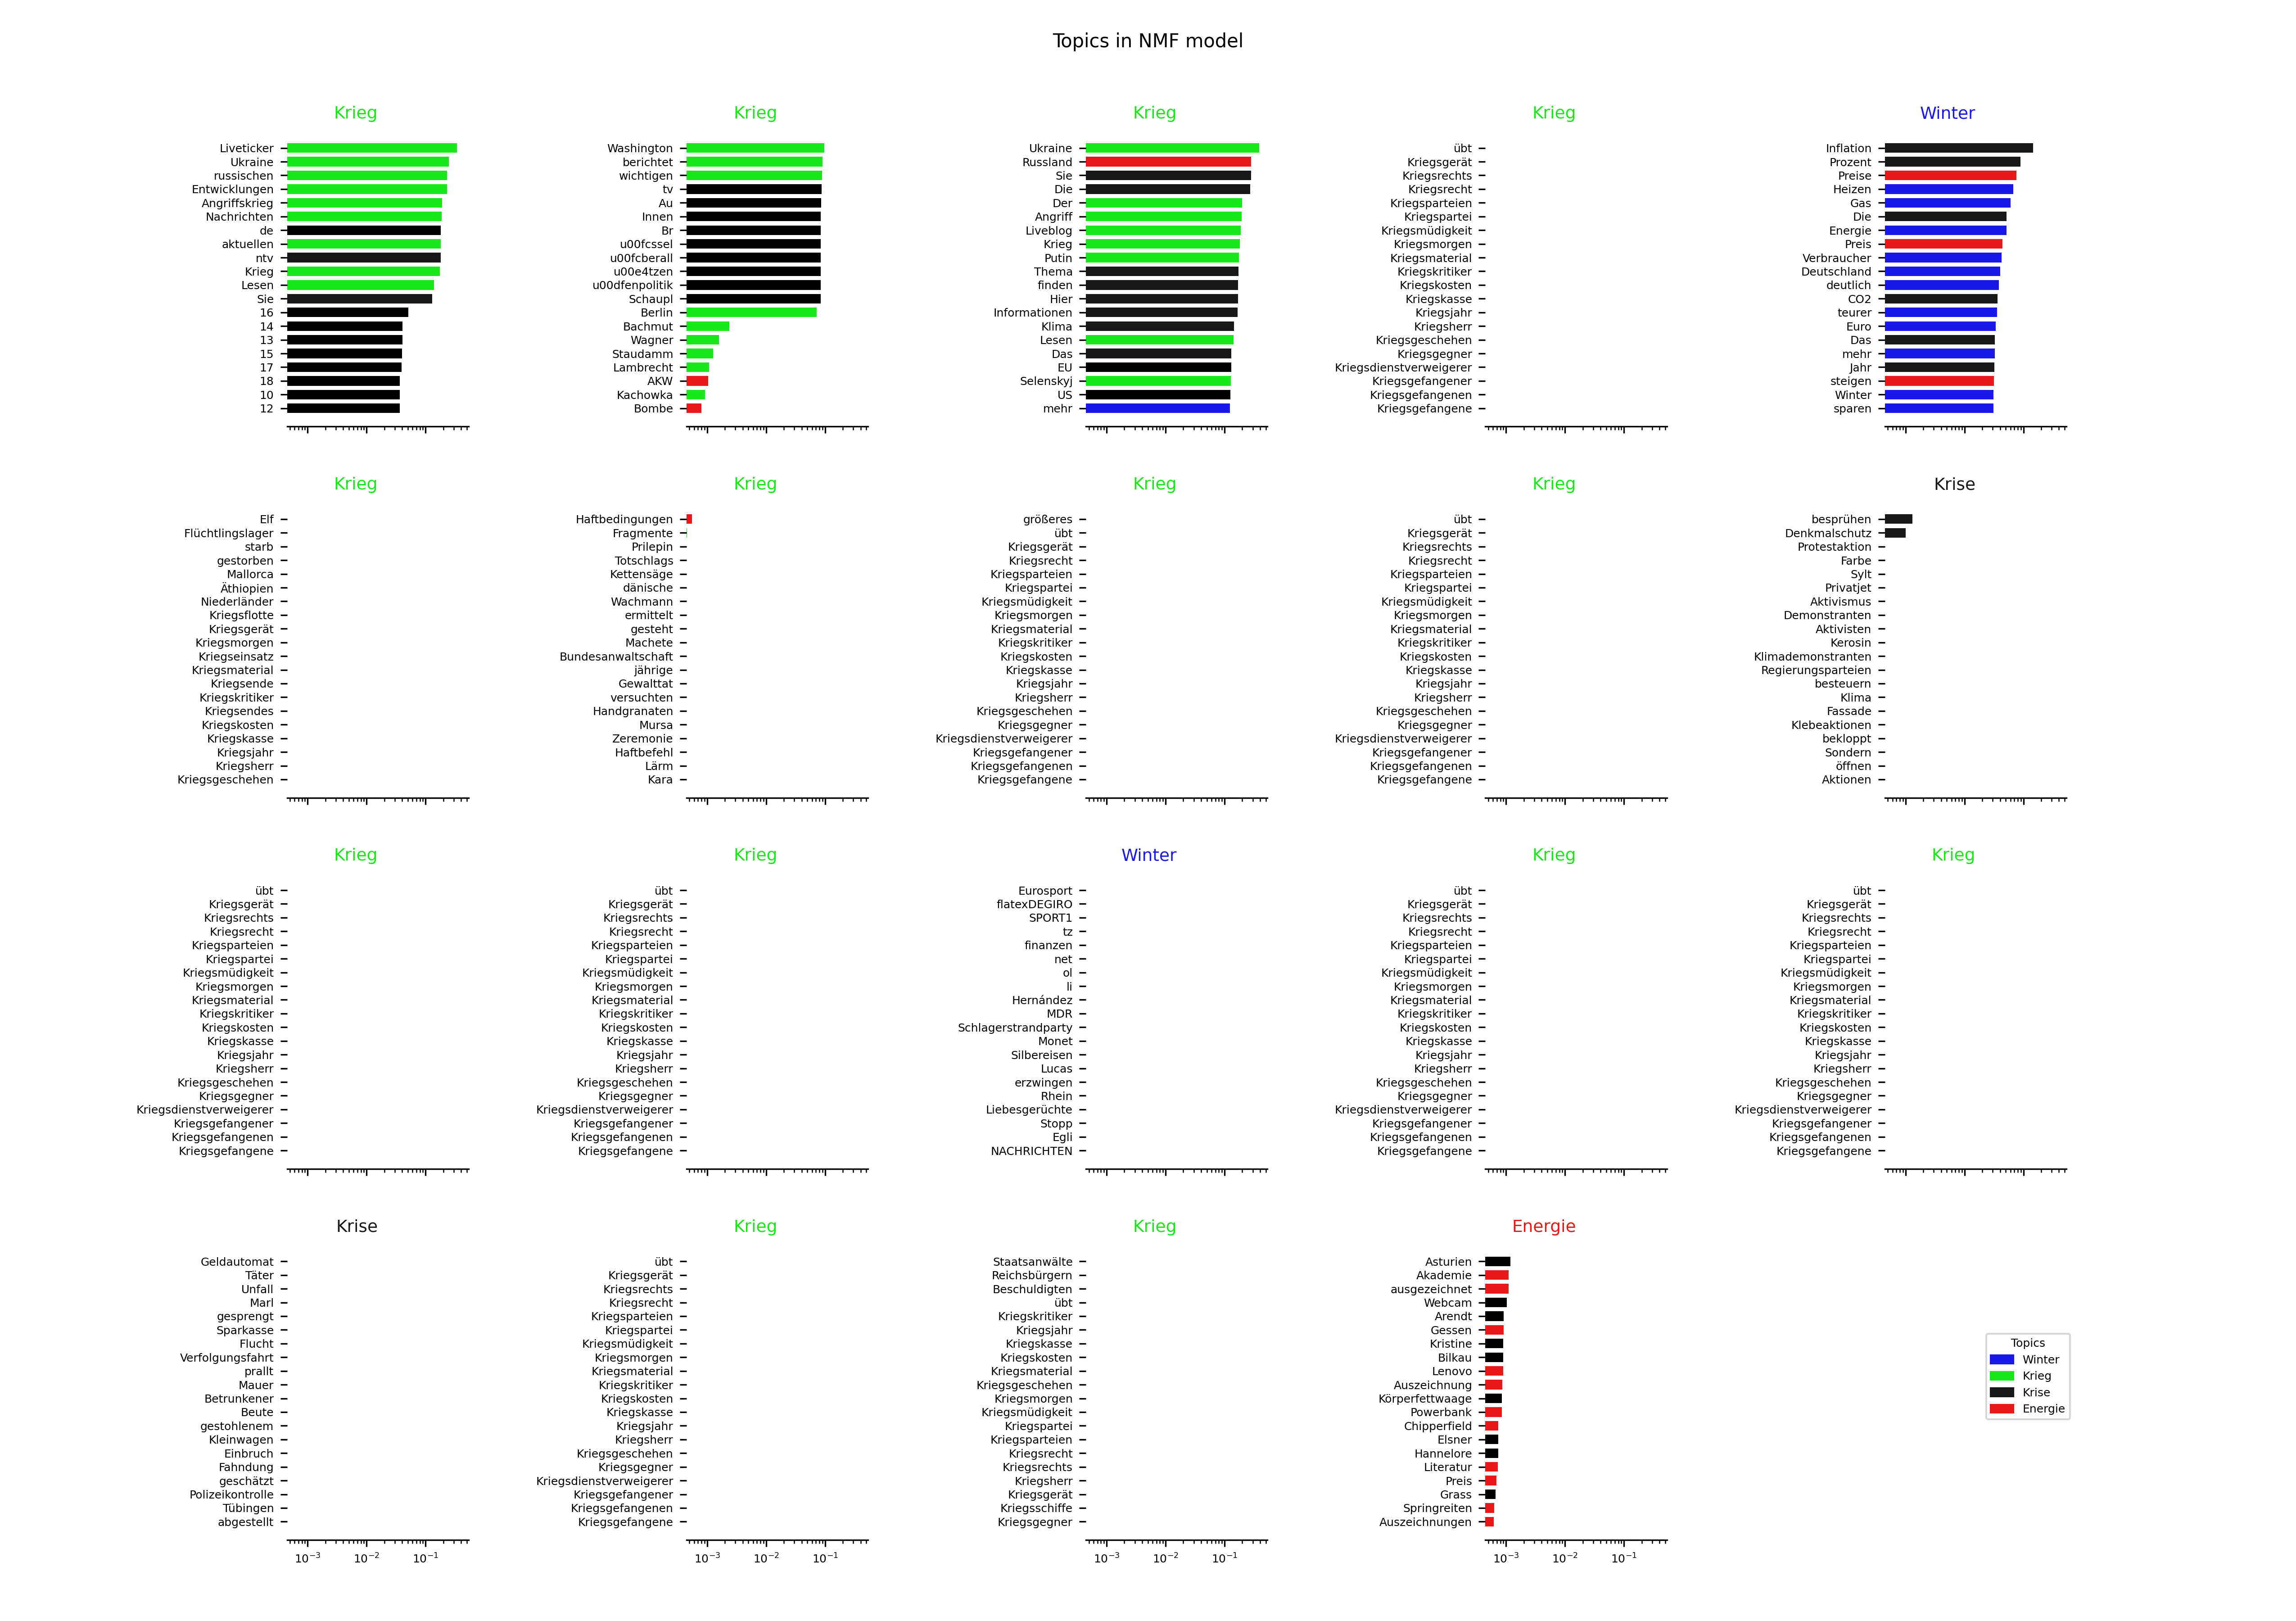 Topics in NMF model
Krieg
Liveticker
Ukraine
russischen
Entwicklungen
Angriffskrieg
Nachrichten
de
aktuellen
ntv
Krieg
Lesen
Sie
16
14
13
15
17
18
10
12
Krieg
Washington
berichtet
wichtigen
tv
Au
Innen
Br
u00fcssel
u00fcberall
u00e4tzen
u00dfenpolitik
Schaupl
Berlin
Bachmut
Wagner
Staudamm
Lambrecht
AKW
Kachowka
Bombe
Krieg
Ukraine
Russland
Sie
Die
Der
Angriff
Liveblog
Krieg
Putin
Thema
finden
Hier
Informationen
Klima
Lesen
Das
EU
Selenskyj
US
mehr
Krieg
übt
Kriegsgerät
Kriegsrechts
Kriegsrecht
Kriegsparteien
Kriegspartei
Kriegsmüdigkeit
Kriegsmorgen
Kriegsmaterial
Kriegskritiker
Kriegskosten
Kriegskasse
Kriegsjahr
Kriegsherr
Kriegsgeschehen
Kriegsgegner
Kriegsdienstverweigerer
Kriegsgefangener
Kriegsgefangenen
Kriegsgefangene
Winter
Inflation
Prozent
Preise
Heizen
Gas
Die
Energie
Preis
Verbraucher
Deutschland
deutlich
CO2
teurer
Euro
Das
mehr
Jahr
steigen
Winter
sparen
Krieg
Elf
Flüchtlingslager
starb
gestorben
Mallorca
Äthiopien
Niederländer
Kriegsflotte
Kriegsgerät
Kriegsmorgen
Kriegseinsatz
Kriegsmaterial
Kriegsende
Kriegskritiker
Kriegsendes
Kriegskosten
Kriegskasse
Kriegsjahr
Kriegsherr
Kriegsgeschehen
Krieg
Haftbedingungen
Fragmente
Prilepin
Totschlags
Kettensäge
dänische
Wachmann
ermittelt
gesteht
Machete
Bundesanwaltschaft
jährige
Gewalttat
versuchten
Handgranaten
Mursa
Zeremonie
Haftbefehl
Lärm
Kara
Krieg
größeres
übt
Kriegsgerät
Kriegsrecht
Kriegsparteien
Kriegspartei
Kriegsmüdigkeit
Kriegsmorgen
Kriegsmaterial
Kriegskritiker
Kriegskosten
Kriegskasse
Kriegsjahr
Kriegsherr
Kriegsgeschehen
Kriegsgegner
Kriegsdienstverweigerer
Kriegsgefangener
Kriegsgefangenen
Kriegsgefangene
Krieg
übt
Kriegsgerät
Kriegsrechts
Kriegsrecht
Kriegsparteien
Kriegspartei
Kriegsmüdigkeit
Kriegsmorgen
Kriegsmaterial
Kriegskritiker
Kriegskosten
Kriegskasse
Kriegsjahr
Kriegsherr
Kriegsgeschehen
Kriegsgegner
Kriegsdienstverweigerer
Kriegsgefangener
Kriegsgefangenen
Kriegsgefangene
Krise
besprühen
Denkmalschutz
Protestaktion
Farbe
Sylt
Privatjet
Aktivismus
Demonstranten
Aktivisten
Kerosin
Klimademonstranten
Regierungsparteien
besteuern
Klima
Fassade
Klebeaktionen
bekloppt
Sondern
öffnen
Aktionen
Krieg
übt
Kriegsgerät
Kriegsrechts
Kriegsrecht
Kriegsparteien
Kriegspartei
Kriegsmüdigkeit
Kriegsmorgen
Kriegsmaterial
Kriegskritiker
Kriegskosten
Kriegskasse
Kriegsjahr
Kriegsherr
Kriegsgeschehen
Kriegsgegner
Kriegsdienstverweigerer
Kriegsgefangener
Kriegsgefangenen
Kriegsgefangene
Krieg
übt
Kriegsgerät
Kriegsrechts
Kriegsrecht
Kriegsparteien
Kriegspartei
Kriegsmüdigkeit
Kriegsmorgen
Kriegsmaterial
Kriegskritiker
Kriegskosten
Kriegskasse
Kriegsjahr
Kriegsherr
Kriegsgeschehen
Kriegsgegner
Kriegsdienstverweigerer
Kriegsgefangener
Kriegsgefangenen
Kriegsgefangene
Winter
Eurosport
flatexDEGIRO
SPORT1
tz
finanzen
net
ol
li
Hernández
MDR
Schlagerstrandparty
Monet
Silbereisen
Lucas
erzwingen
Rhein
Liebesgerüchte
Stopp
Egli
NACHRICHTEN
Krieg
übt
Kriegsgerät
Kriegsrechts
Kriegsrecht
Kriegsparteien
Kriegspartei
Kriegsmüdigkeit
Kriegsmorgen
Kriegsmaterial
Kriegskritiker
Kriegskosten
Kriegskasse
Kriegsjahr
Kriegsherr
Kriegsgeschehen
Kriegsgegner
Kriegsdienstverweigerer
Kriegsgefangener
Kriegsgefangenen
Kriegsgefangene
Krieg
übt
Kriegsgerät
Kriegsrechts
Kriegsrecht
Kriegsparteien
Kriegspartei
Kriegsmüdigkeit
Kriegsmorgen
Kriegsmaterial
Kriegskritiker
Kriegskosten
Kriegskasse
Kriegsjahr
Kriegsherr
Kriegsgeschehen
Kriegsgegner
Kriegsdienstverweigerer
Kriegsgefangener
Kriegsgefangenen
Kriegsgefangene
Krise
Geldautomat
Täter
Unfall
Marl
gesprengt
Sparkasse
Flucht
Verfolgungsfahrt
prallt
Mauer
Betrunkener
Beute
gestohlenem
Kleinwagen
Einbruch
Fahndung
geschätzt
Polizeikontrolle
Tübingen
abgestellt
10⁻³ 10⁻² 10⁻¹
Krieg
übt
Kriegsgerät
Kriegsrechts
Kriegsrecht
Kriegsparteien
Kriegspartei
Kriegsmüdigkeit
Kriegsmorgen
Kriegsmaterial
Kriegskritiker
Kriegskosten
Kriegskasse
Kriegsjahr
Kriegsherr
Kriegsgeschehen
Kriegsgegner
Kriegsdienstverweigerer
Kriegsgefangener
Kriegsgefangenen
Kriegsgefangene
10⁻³ 10⁻² 10⁻¹
Krieg
Staatsanwälte
Reichsbürgern
Beschuldigten
übt
Kriegskritiker
Kriegsjahr
Kriegskasse
Kriegskosten
Kriegsmaterial
Kriegsgeschehen
Kriegsmorgen
Kriegsmüdigkeit
Kriegspartei
Kriegsparteien
Kriegsrecht
Kriegsrechts
Kriegsherr
Kriegsgerät
Kriegsschiffe
Kriegsgegner
10⁻³ 10⁻² 10⁻¹
Energie
Asturien
Akademie
ausgezeichnet
Webcam
Arendt
Gessen
Kristine
Bilkau
Lenovo
Auszeichnung
Körperfettwaage
Powerbank
Chipperfield
Elsner
Hannelore
Literatur
Preis
Grass
Springreiten
Auszeichnungen
10⁻³ 10⁻² 10⁻¹
Topics
Winter
Krieg
Krise
Energie